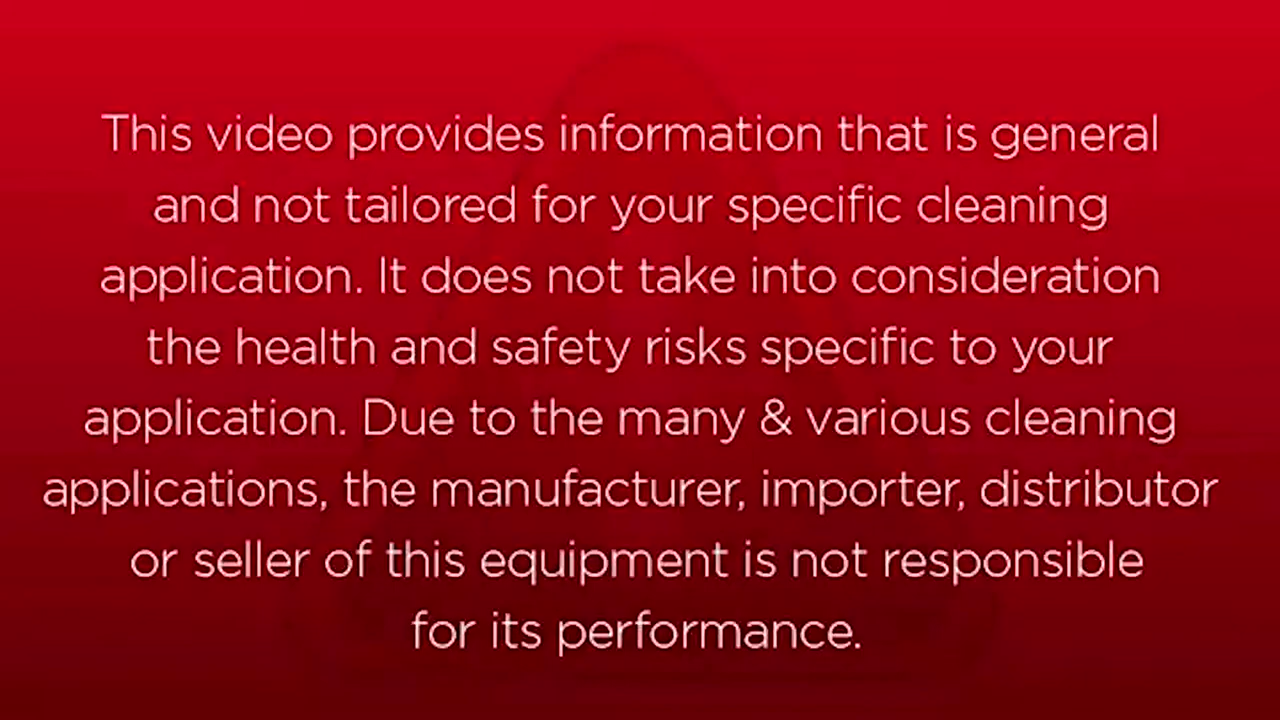 This video provides information that is general
and not tailored for your specific cleaning
application. It does not take into consideration
the health and safety risks specific to your
application. Due to the many & various cleaning
applications, the manufacturer, importer, distributor
or seller of this equipment is not responsible
for its performance.